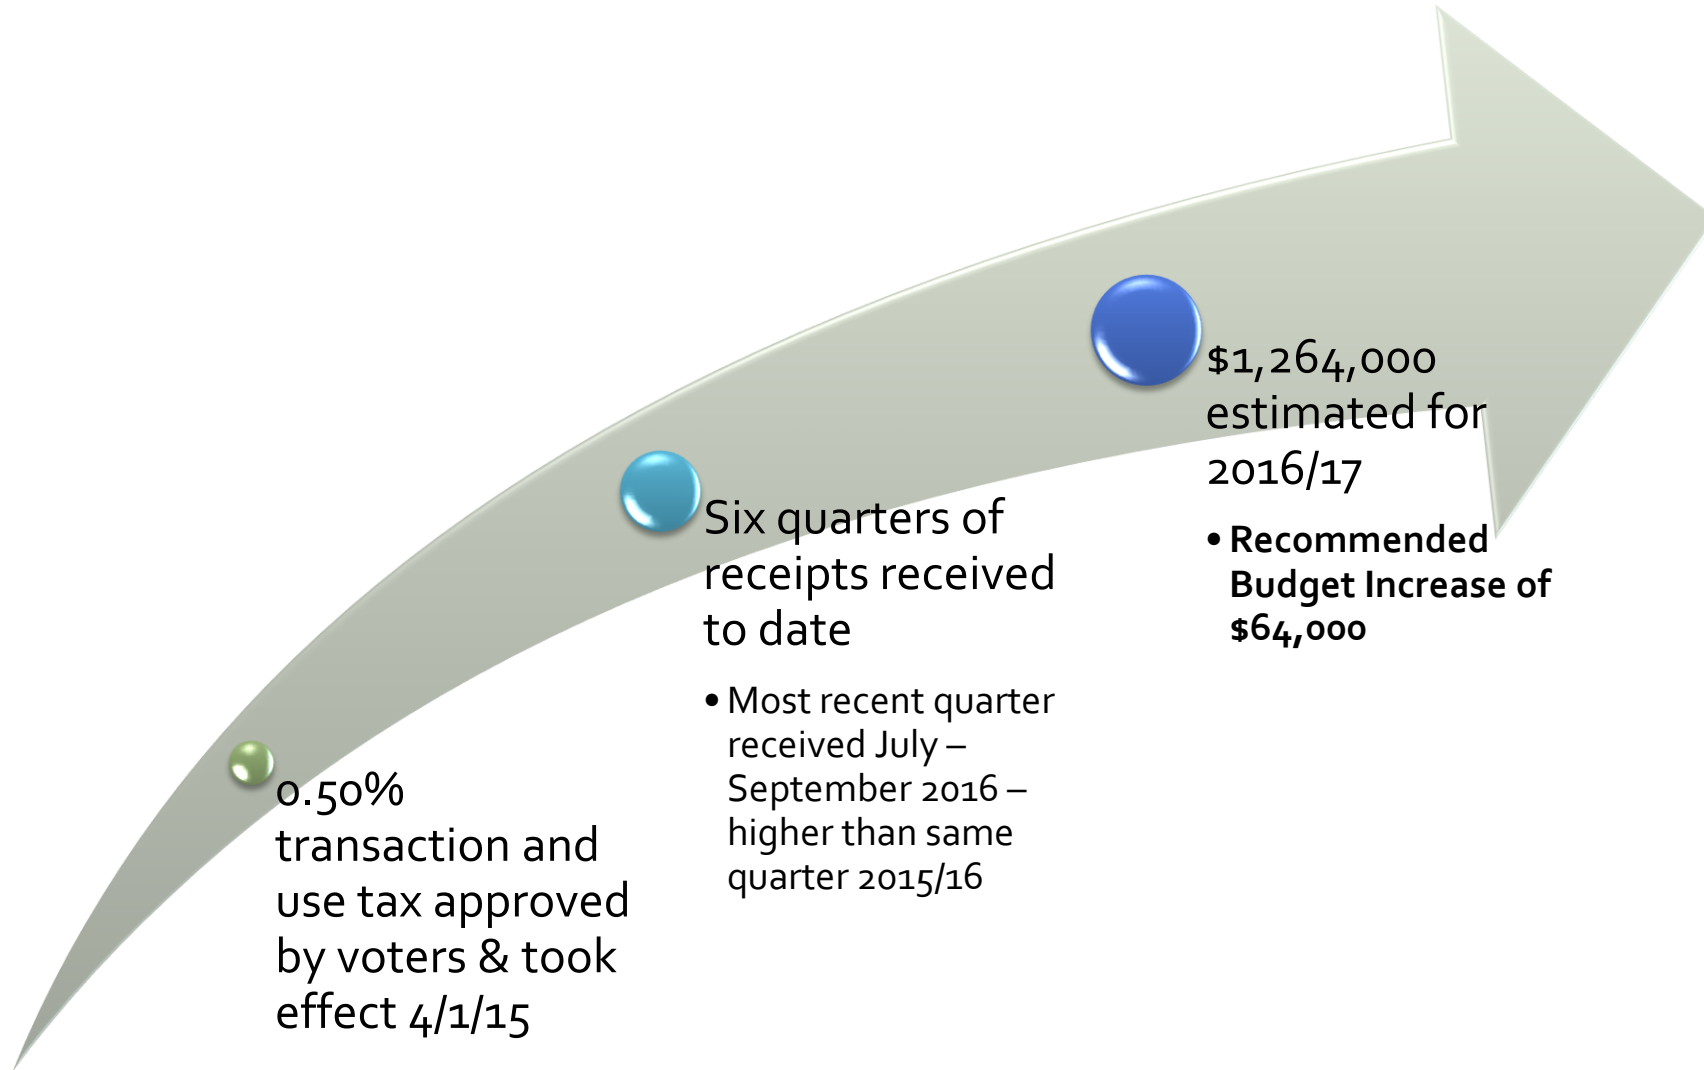 0.50%
transaction and
use tax approved
by voters & took
effect 4/1/15
Six quarters of
receipts received
to date
• Most recent quarter
received July –
September 2016 –
higher than same
quarter 2015/16
$1,264,000
estimated for
2016/17
• Recommended
Budget Increase of
$64,000